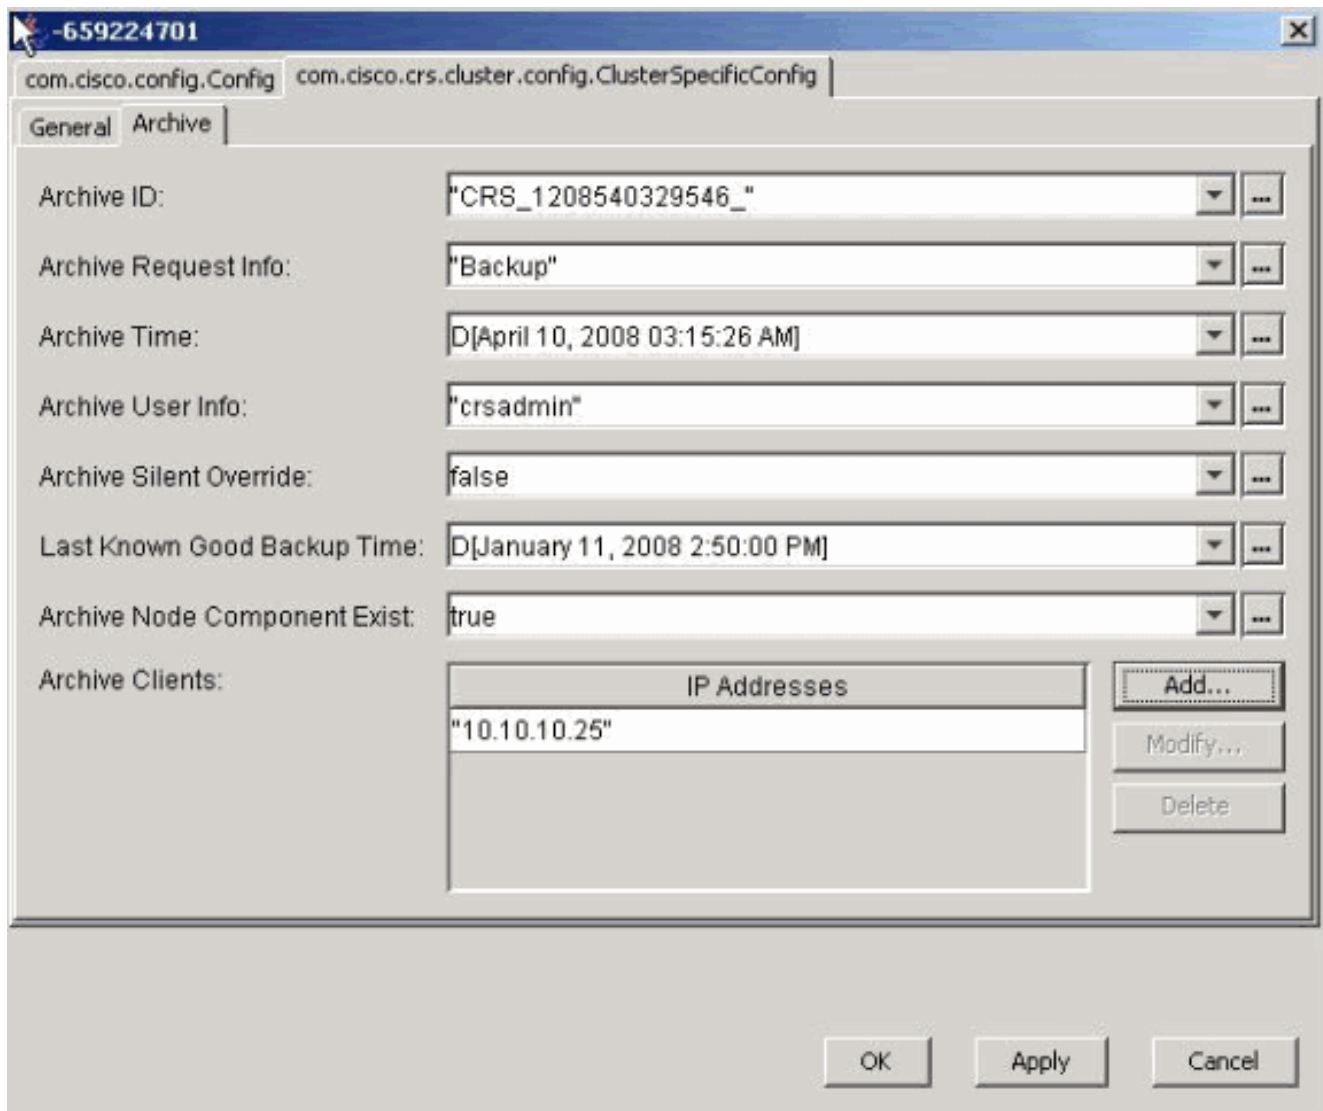 -659224701
com.cisco.config.Config com.cisco.crs.cluster.config.ClusterSpecificConfig
General Archive
Archive ID: "CRS_1208540329546_" ...
Archive Request Info: "Backup" ...
Archive Time: D[April 10, 2008 03:15:26 AM] ...
Archive User Info: "crsadmin" ...
Archive Silent Override: false ...
Last Known Good Backup Time: D[January 11, 2008 2:50:00 PM] ...
Archive Node Component Exist: true ...
Archive Clients: IP Addresses Add...
"10.10.10.25" Modify...
Delete
OK Apply Cancel